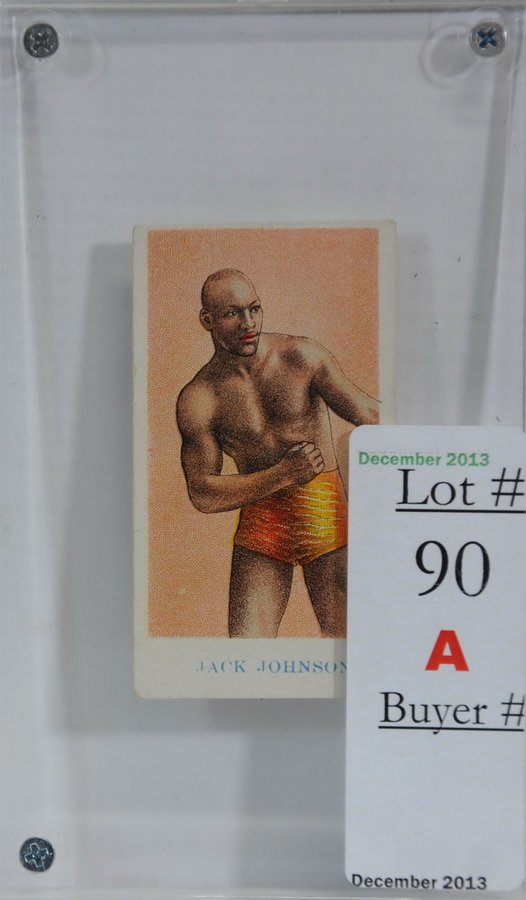 December 2013
Lot #
90
A
Buyer #
JACK JOHNSON
December 2013